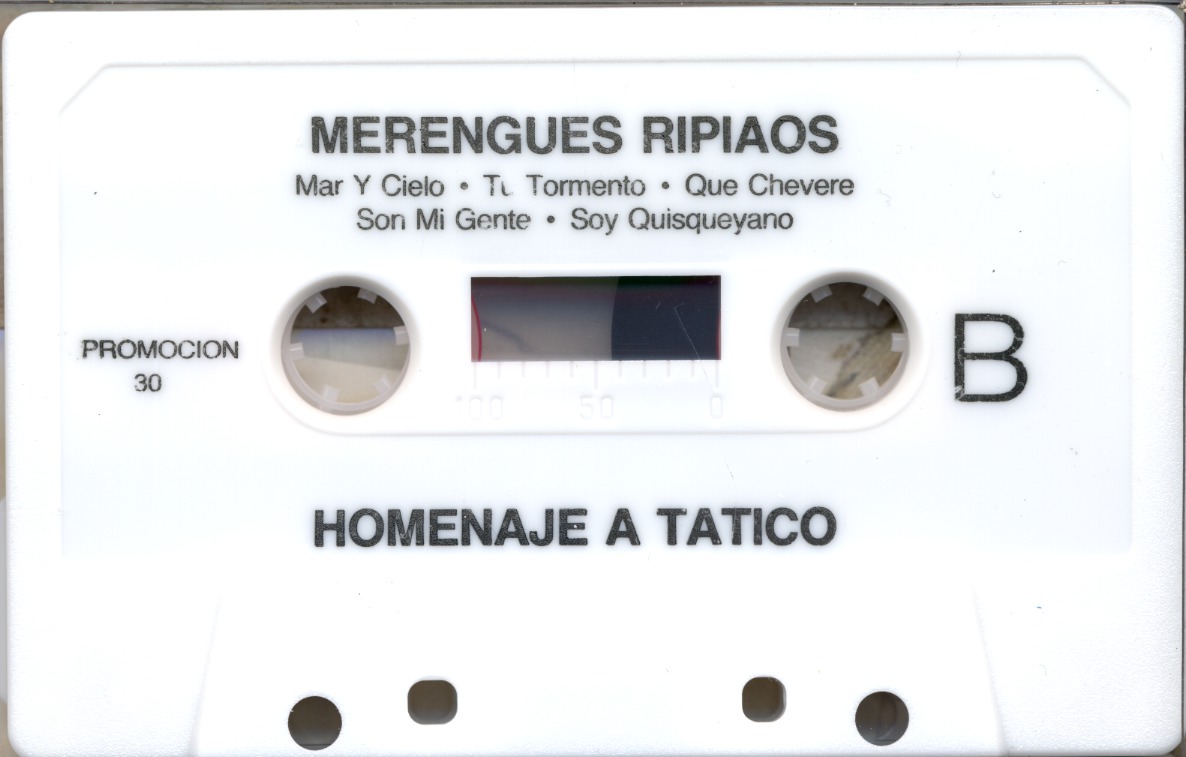 MERENGUES RIPIAOS
Mar Y Cielo • Tu Tormento • Que Chevere
Son Mi Gente • Soy Quisqueyano
PROMOCION
30
B
100 50 0
HOMENAJE A TATICO